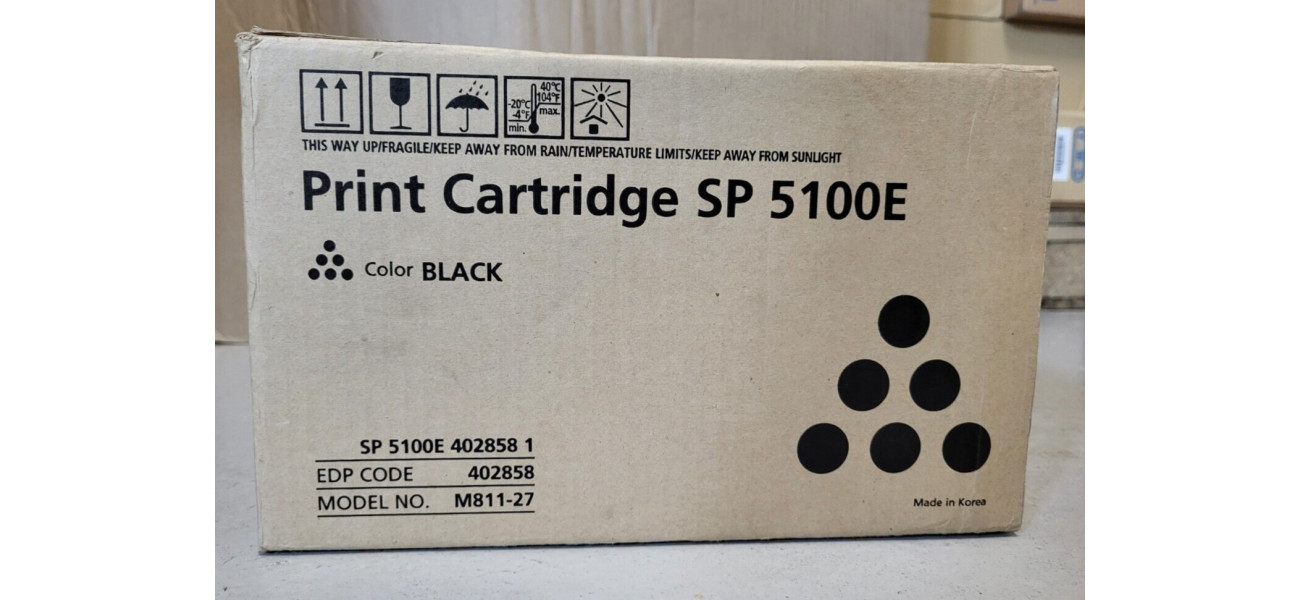 40°C
-20°C 104°F
-4°F max.
min.
THIS WAY UP/FRAGILE/KEEP AWAY FROM RAIN/TEMPERATURE LIMITS/KEEP AWAY FROM SUNLIGHT
Print Cartridge SP 5100E
Color BLACK
SP 5100E 402858 1
EDP CODE 402858
MODEL NO. M811-27
Made in Korea